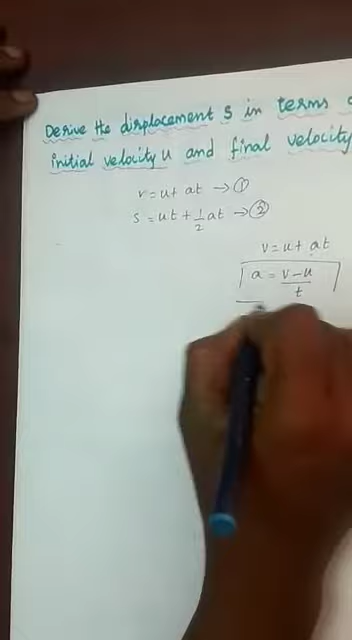 Derive the displacement S in terms
initial velocity u and final velocity
v = u + at → ①
s = ut + 1/2 at → ②
v = u + at
a = v-u/t